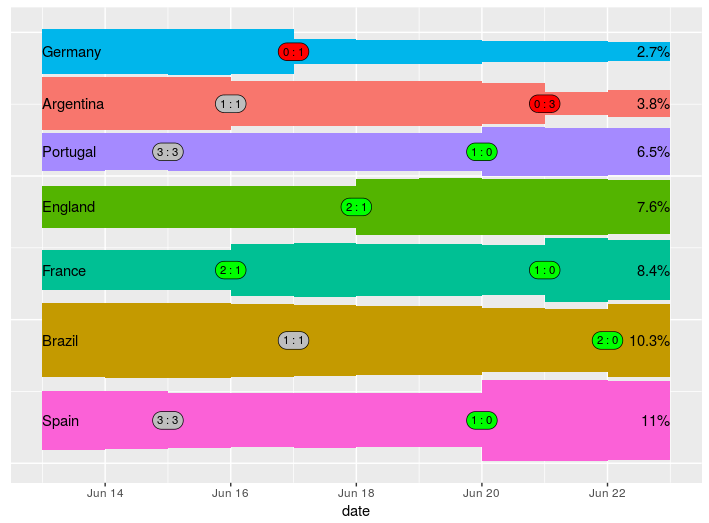 Germany 0 : 1 2.7%
Argentina 1 : 1 0 : 3 3.8%
Portugal 3 : 3 1 : 0 6.5%
England 2 : 1 7.6%
France 2 : 1 1 : 0 8.4%
Brazil 1 : 1 2 : 0 10.3%
Spain 3 : 3 1 : 0 11%
Jun 14 Jun 16 Jun 18 Jun 20 Jun 22
date